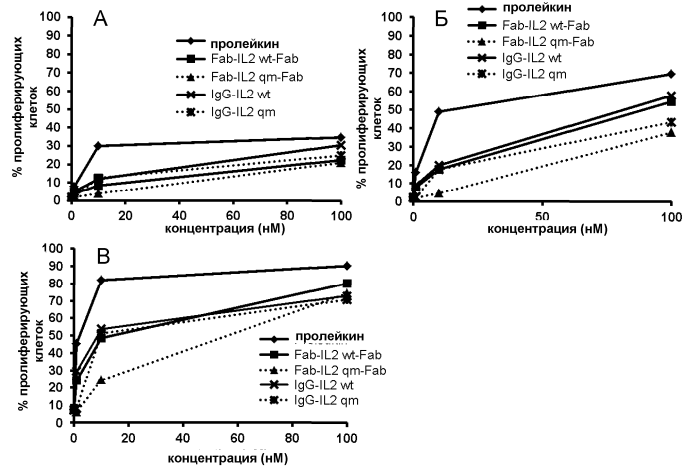 А
% пролиферирующих
клеток
100
90
80
70
60
50
40
30
20
10
0
0
20
40
60
80
100
концентрация (нМ)
пролейкин
Fab-IL2 wt-Fab
Fab-IL2 qm-Fab
IgG-IL2 wt
IgG-IL2 qm
Б
% пролиферирующих
клеток
100
90
80
70
60
50
40
30
20
10
0
0
50
100
концентрация (нМ)
пролейкин
Fab-IL2 wt-Fab
Fab-IL2 qm-Fab
IgG-IL2 wt
IgG-IL2 qm
В
% пролиферирующих
клеток
100
90
80
70
60
50
40
30
20
10
0
0
20
40
60
80
100
концентрация (нМ)
пролейкин
Fab-IL2 wt-Fab
Fab-IL2 qm-Fab
IgG-IL2 wt
IgG-IL2 qm